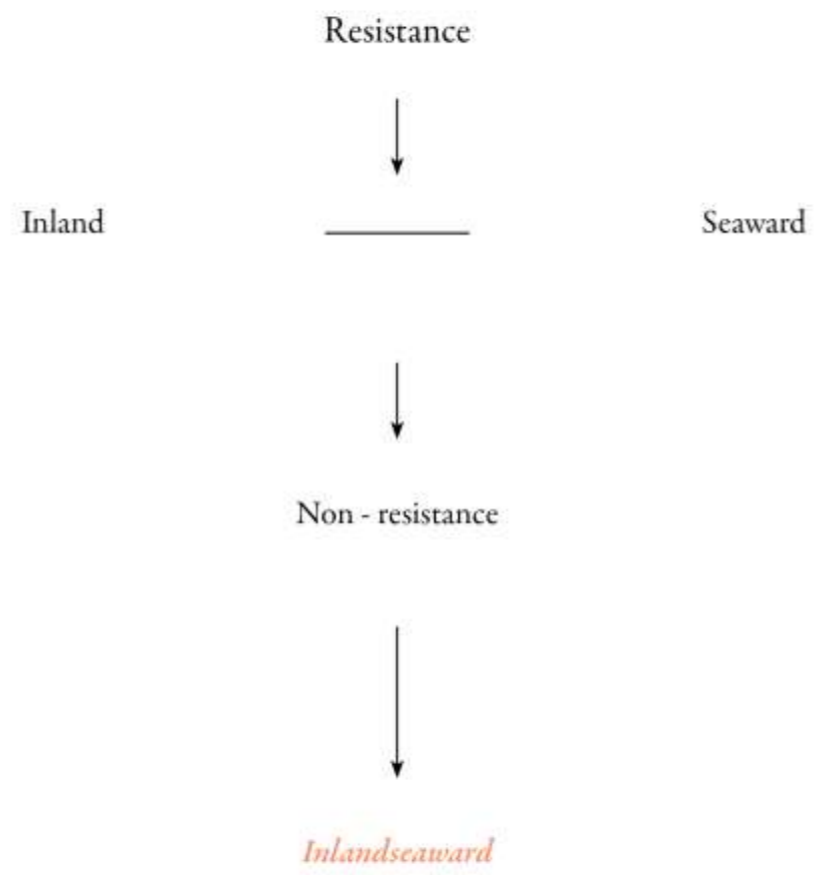 Resistance
Inland
Seaward
Non - resistance
Inlandseaward